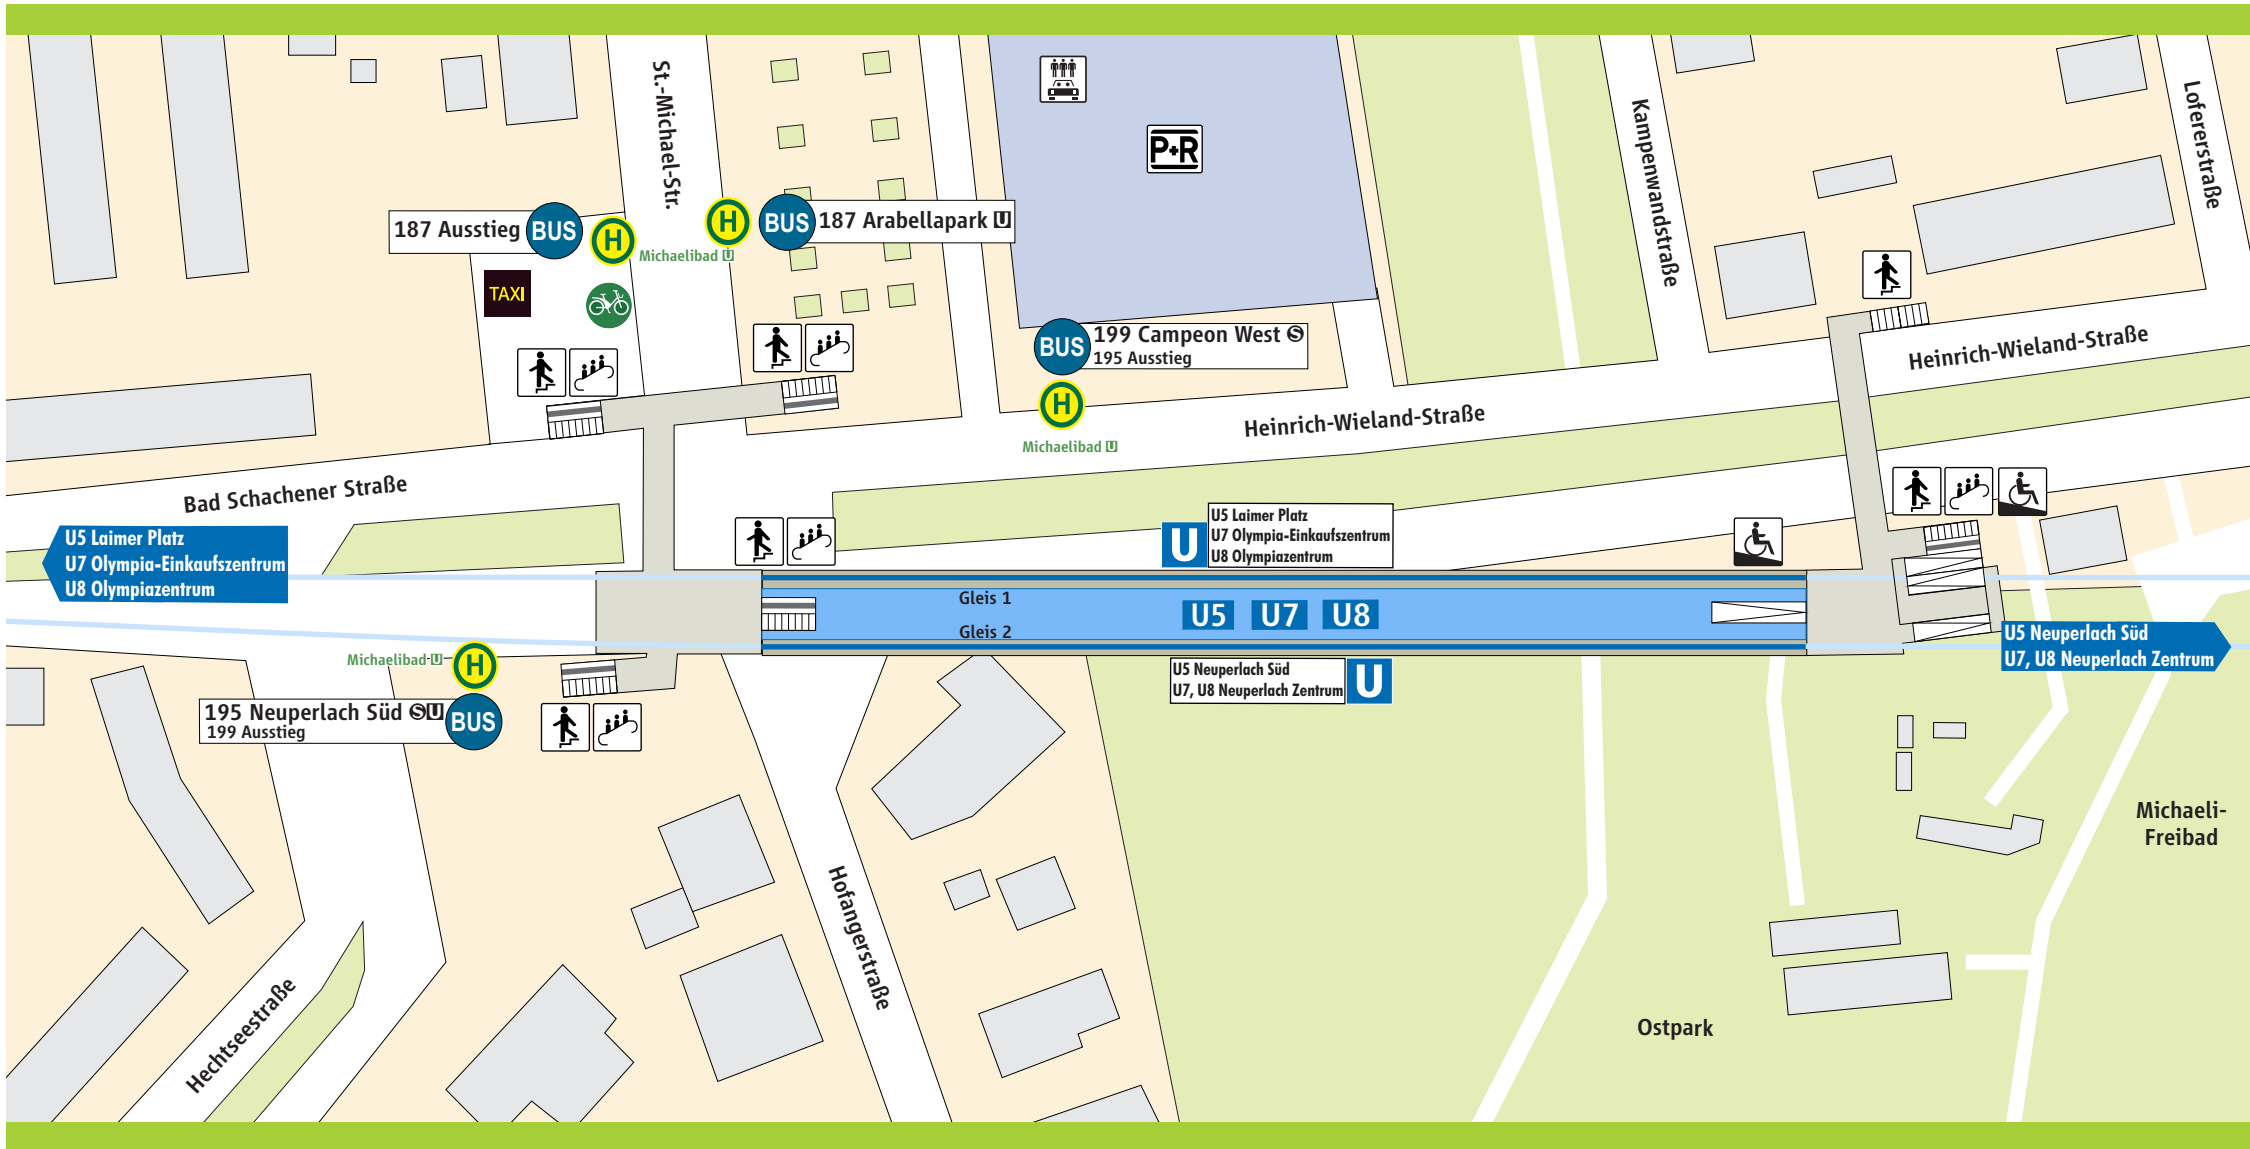 St.-Michael-Str.
P+R
Kampenwandstraße
Lofererstraße
187 Ausstieg BUS H
Michaelibad U
H BUS 187 Arabellapark U
TAXI
BUS 199 Campeon West S
195 Ausstieg
H
Michaelibad U
Heinrich-Wieland-Straße
Heinrich-Wieland-Straße
Bad Schachener Straße
U5 Laimer Platz
U7 Olympia-Einkaufszentrum
U8 Olympiazentrum
U
U5 Laimer Platz
U7 Olympia-Einkaufszentrum
U8 Olympiazentrum
Gleis 1
U5 U7 U8
Gleis 2
U5 Neuperlach Süd
U7, U8 Neuperlach Zentrum
U
U5 Neuperlach Süd
U7, U8 Neuperlach Zentrum
Michaelibad U H
195 Neuperlach Süd S U BUS
199 Ausstieg
Michaeli-
Freibad
Hofangerstraße
Hechtseestraße
Ostpark